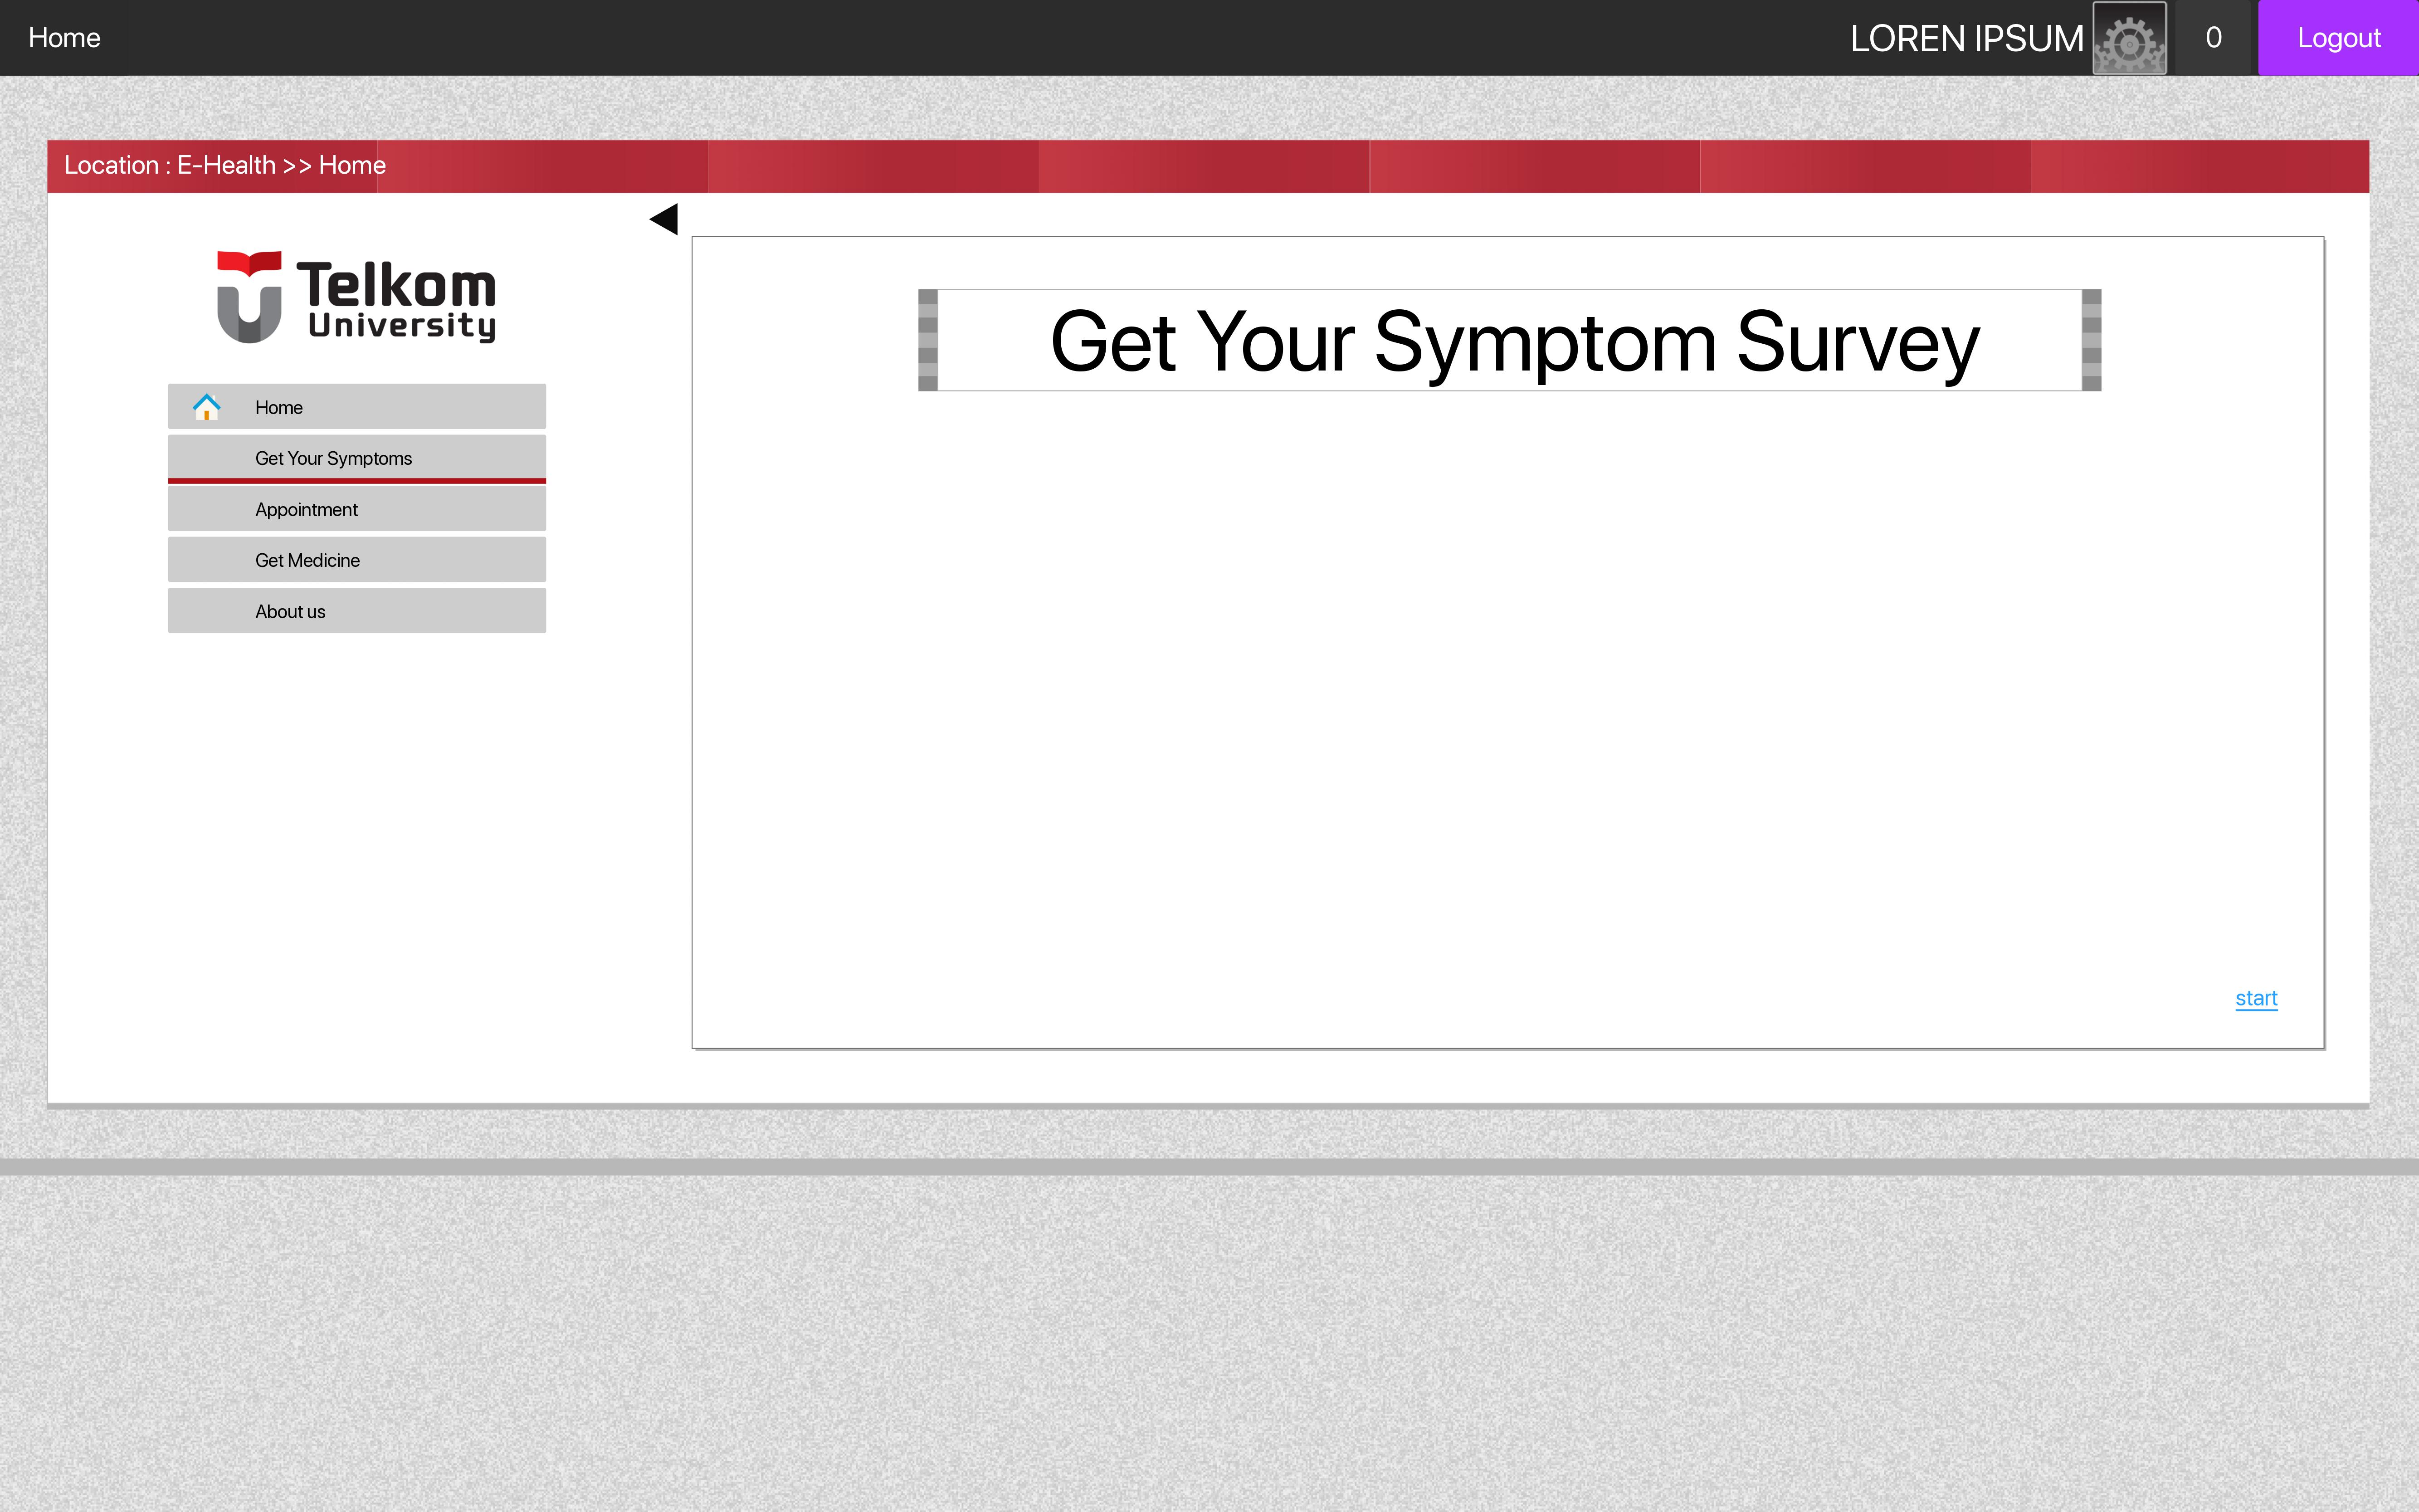 Home
LOREN IPSUM
0
Logout
Location : E-Health >> Home
Telkom
University
Home
Get Your Symptoms
Appointment
Get Medicine
About us
Get Your Symptom Survey
start